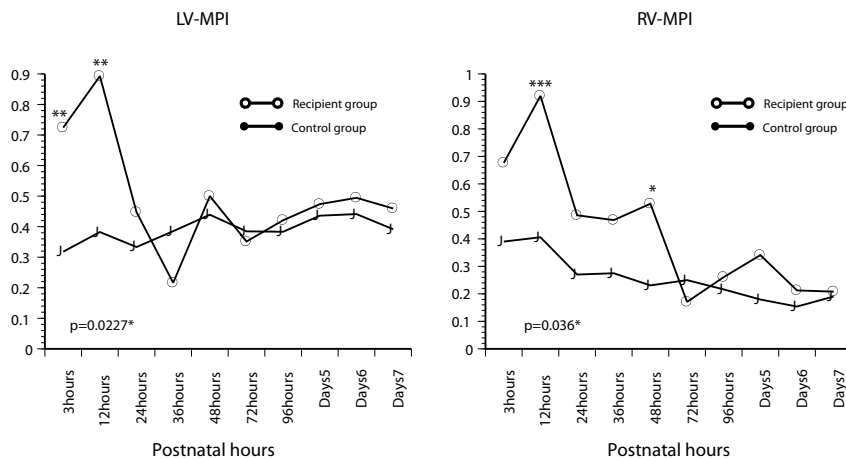 LV-MPI
0.9
0.8
0.7
0.6
0.5
0.4
0.3
0.2
0.1
0
**
**
Recipient group
Control group
J J J J J J J J J J
p=0.0227*
3hours
12hours
24hours
36hours
48hours
72hours
96hours
Days5
Days6
Days7
Postnatal hours
RV-MPI
1
0.9
0.8
0.7
0.6
0.5
0.4
0.3
0.2
0.1
0
***
*
Recipient group
Control group
J J J J J J J J J J
p=0.036*
3hours
12hours
24hours
36hours
48hours
72hours
96hours
Days5
Days6
Days7
Postnatal hours